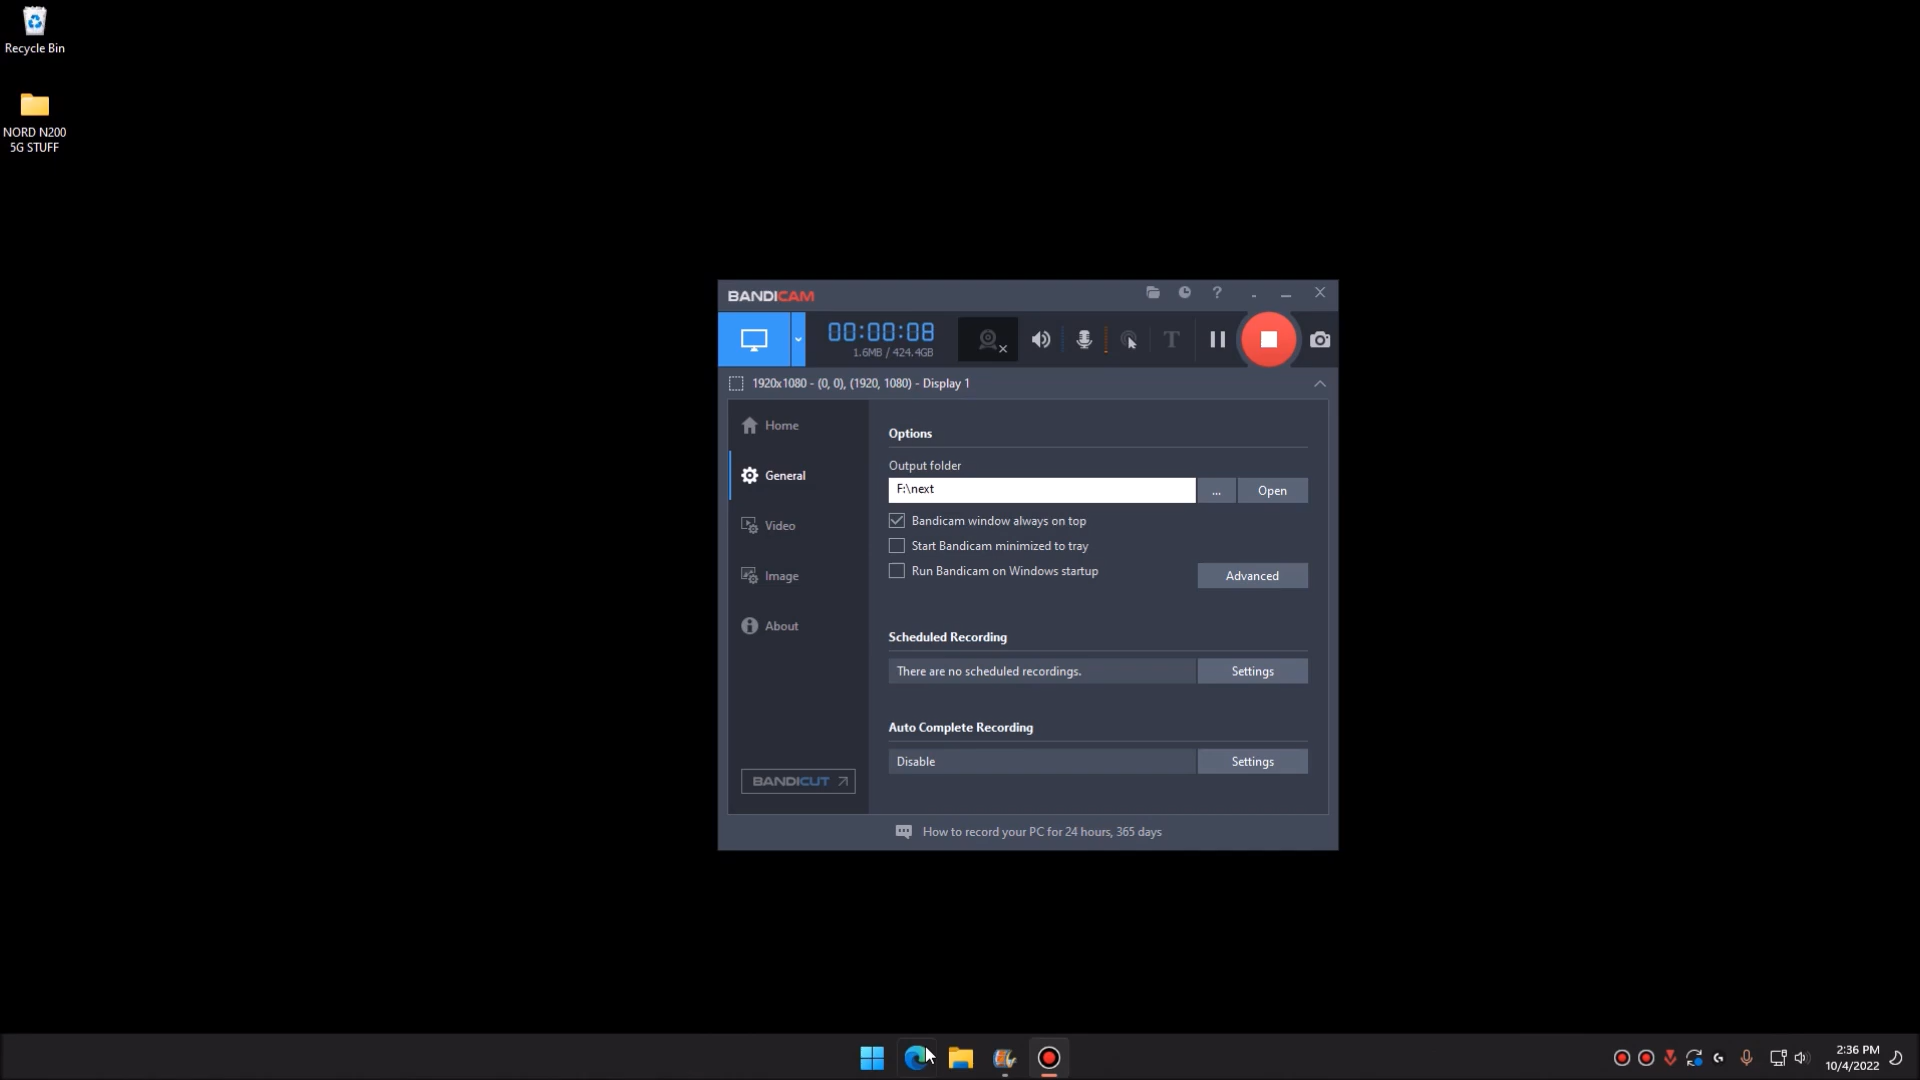 Recycle Bin
NORD N200
5G STUFF
BANDICAM
00:00:08
1.6MB / 424.4GB
1920x1080 - (0, 0), (1920, 1080) - Display 1
Home
General
Video
Image
About
BANDICUT
Options
Output folder
F:\next
...
Open
Bandicam window always on top
Start Bandicam minimized to tray
Run Bandicam on Windows startup
Advanced
Scheduled Recording
There are no scheduled recordings.
Settings
Auto Complete Recording
Disable
Settings
How to record your PC for 24 hours, 365 days
2:36 PM
10/4/2022